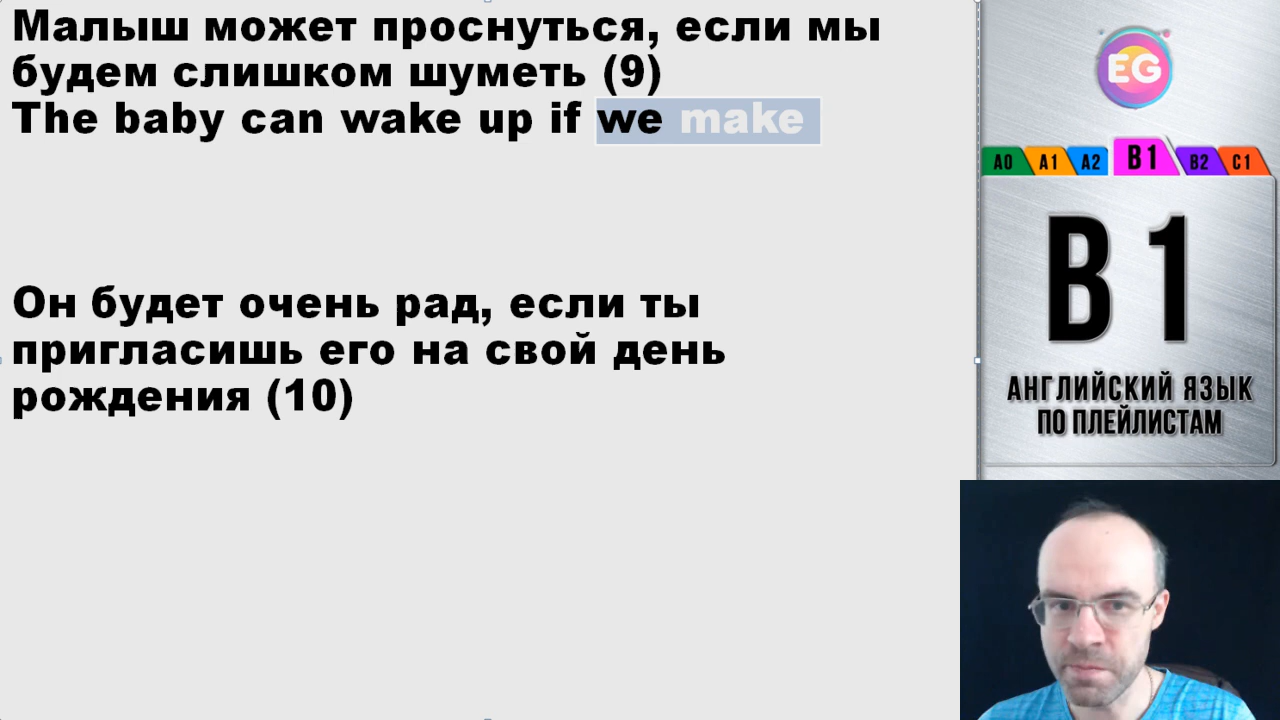 Малыш может проснуться, если мы
будем слишком шуметь (9)
The baby can wake up if we make
Он будет очень рад, если ты
пригласишь его на свой день
рождения (10)
EG
A0 A1 A2 B1 B2 C1
B1
АНГЛИЙСКИЙ ЯЗЫК
ПО ПЛЕЙЛИСТАМ